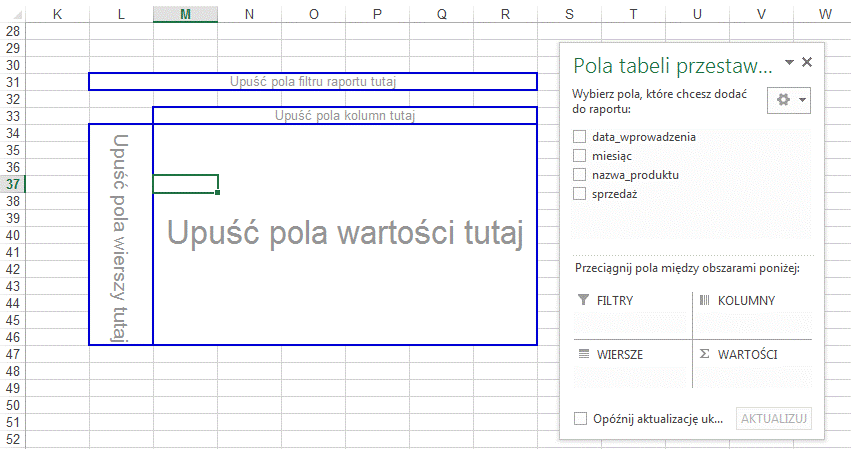 K L M N O P Q R S T U V W
28
29
30
31 Upuść pola filtru raportu tutaj
32
33 Upuść pola kolumn tutaj
34
35
36
37
38
39
40
41
42
43
44
45
46
47
48
49
50
51
52
Upuść pola wierszy tutaj
Upuść pola wartości tutaj
Pola tabeli przestaw...
Wybierz pola, które chcesz dodać
do raportu:
data_wprowadzenia
miesiąc
nazwa_produktu
sprzedaż
Przeciągnij pola między obszarami poniżej:
FILTRY
KOLUMNY
WIERSZE
Σ WARTOŚCI
Opóźnij aktualizację uk...
AKTUALIZUJ